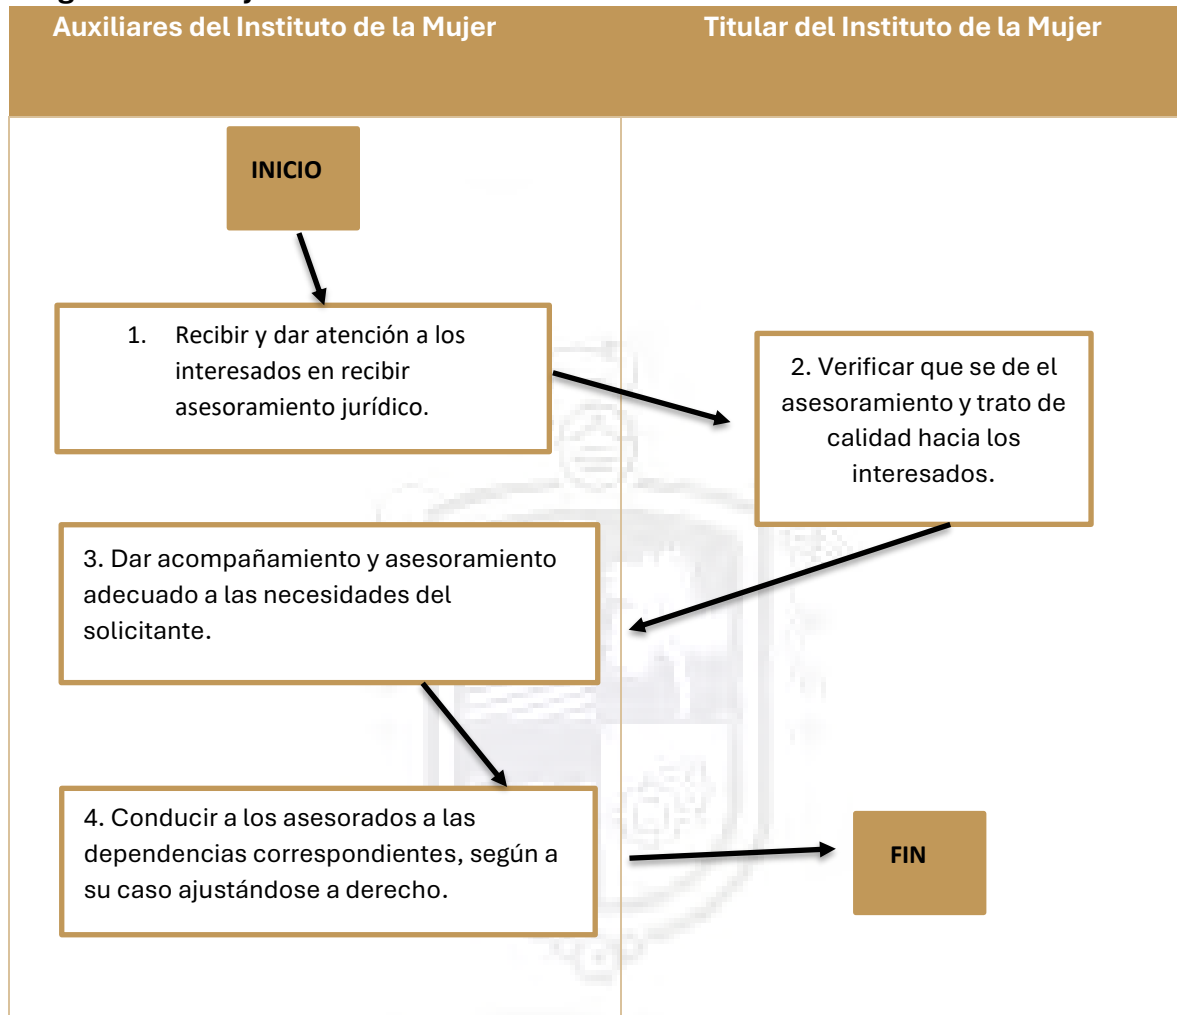 Auxiliares del Instituto de la Mujer
Titular del Instituto de la Mujer
INICIO
1. Recibir y dar atención a los
interesados en recibir
asesoramiento jurídico.
2. Verificar que se de el
asesoramiento y trato de
calidad hacia los
interesados.
3. Dar acompañamiento y asesoramiento
adecuado a las necesidades del
solicitante.
4. Conducir a los asesorados a las
dependencias correspondientes, según a
su caso ajustándose a derecho.
FIN